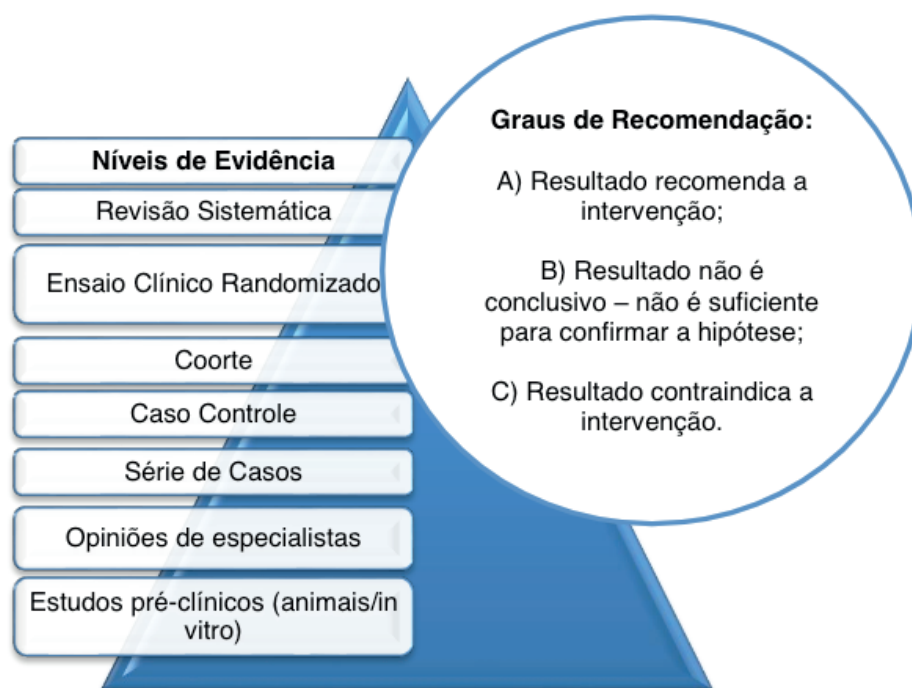 Níveis de Evidência
Revisão Sistemática
Ensaio Clínico Randomizado
Coorte
Caso Controle
Série de Casos
Opiniões de especialistas
Estudos pré-clínicos (animais/in
vitro)
Graus de Recomendação:
A) Resultado recomenda a
intervenção;
B) Resultado não é
conclusivo – não é suficiente
para confirmar a hipótese;
C) Resultado contraindica a
intervenção.